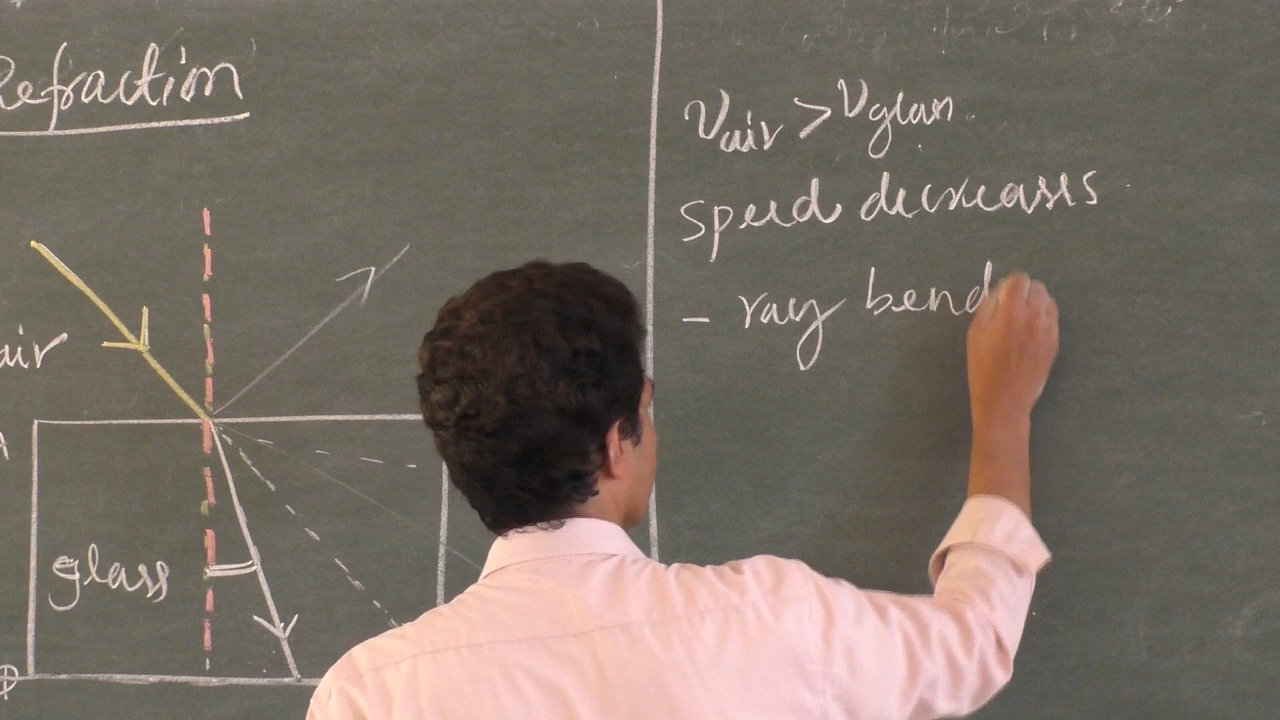 Refraction
air
glass
Vair > Vglass
speed decreases
- ray bend